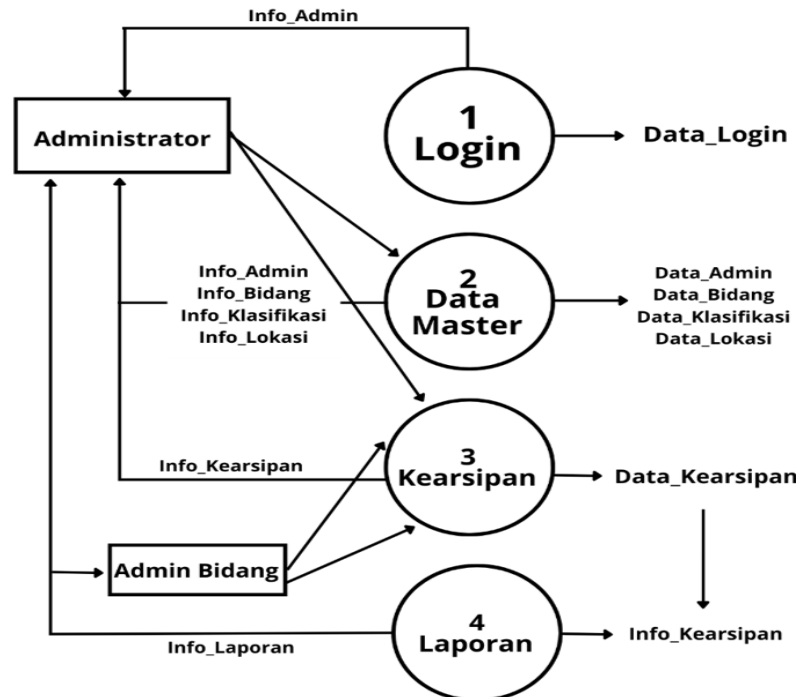 Info_Admin
Administrator
1
Login
Data_Login
Info_Admin
Info_Bidang
Info_Klasifikasi
Info_Lokasi
2
Data
Master
Data_Admin
Data_Bidang
Data_Klasifikasi
Data_Lokasi
Info_Kearsipan
3
Kearsipan
Data_Kearsipan
Admin Bidang
Info_Laporan
4
Laporan
Info_Kearsipan